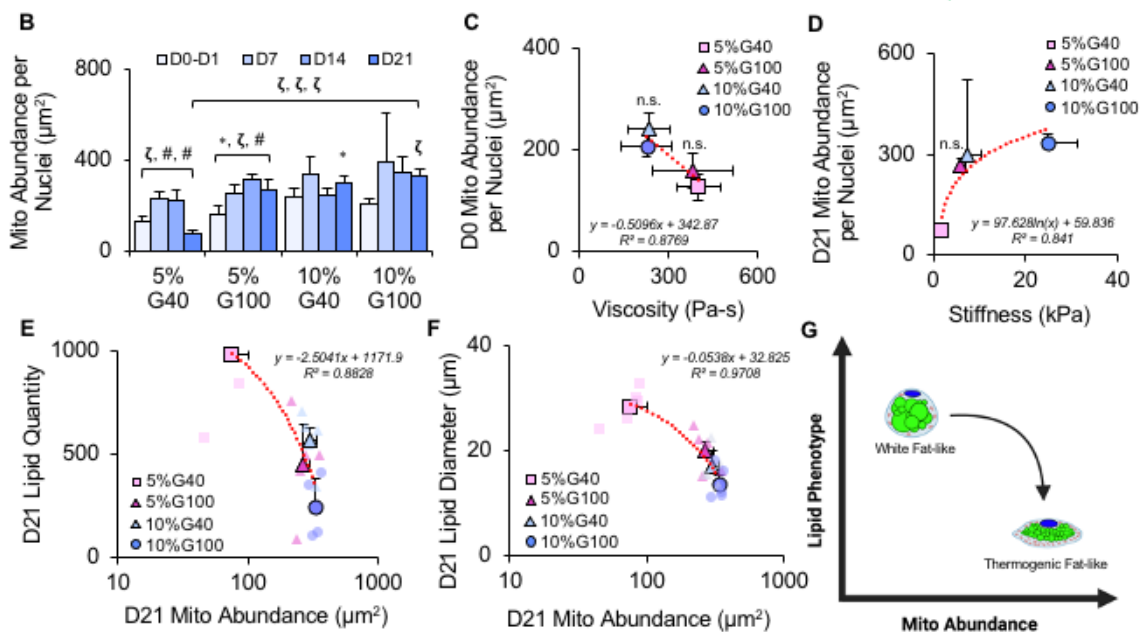 B
D0-D1 D7 D14 D21
Mito Abundance per
Nuclei (µm²)
800
400
0
ζ, ζ, ζ
ζ, #, #
*, ζ, #
*
ζ
5%
G40
5%
G100
10%
G40
10%
G100
C
D0 Mito Abundance
per Nuclei (µm²)
400
200
0
5%G40
5%G100
10%G40
10%G100
n.s.
n.s.
y = -0.5096x + 342.87
R² = 0.8769
0 300 600
Viscosity (Pa-s)
D
D21 Mito Abundance
per Nuclei (µm²)
600
300
0
5%G40
5%G100
10%G40
10%G100
n.s.
y = 97.628ln(x) + 59.836
R² = 0.841
0 20 40
Stiffness (kPa)
E
D21 Lipid Quantity
1000
500
0
y = -2.5041x + 1171.9
R² = 0.8828
5%G40
5%G100
10%G40
10%G100
10 100 1000
D21 Mito Abundance (µm²)
F
D21 Lipid Diameter (µm)
40
20
0
y = -0.0538x + 32.825
R² = 0.9708
5%G40
5%G100
10%G40
10%G100
10 100 1000
D21 Mito Abundance (µm²)
G
Lipid Phenotype
White Fat-like
Thermogenic Fat-like
Mito Abundance